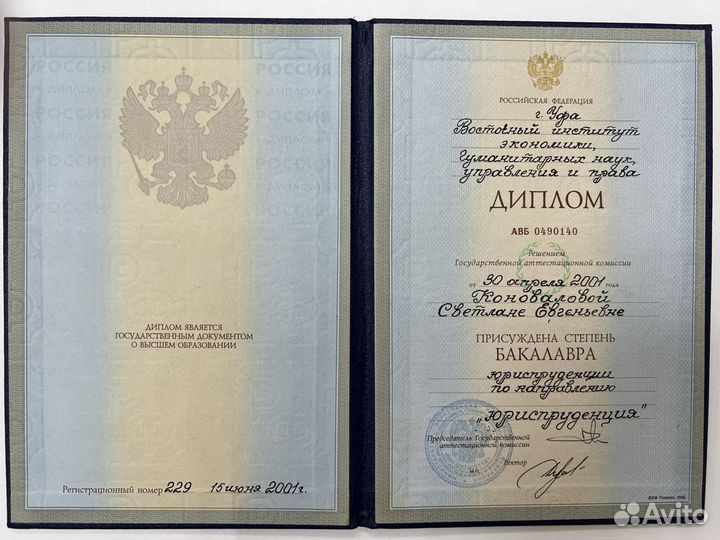 РОССИЯ
ДИПЛОМ
ДИПЛОМ ЯВЛЯЕТСЯ
ГОСУДАРСТВЕННЫМ ДОКУМЕНТОМ
О ВЫСШЕМ ОБРАЗОВАНИИ
Регистрационный номер 229 15 июня 2001г.
РОССИЙСКАЯ ФЕДЕРАЦИЯ
г. Уфа
Восточный институт
экономики,
гуманитарных наук,
управления и права
ДИПЛОМ
АВБ 0490140
Решением
Государственной аттестационной комиссии
от 30 апреля 2001 года
Коноваловой
Светлане Евгеньевне
ПРИСУЖДЕНА СТЕПЕНЬ
БАКАЛАВРА
юриспруденции
по направлению
„юриспруденция"
Председатель Государственной
аттестационной комиссии
Ректор
Avito